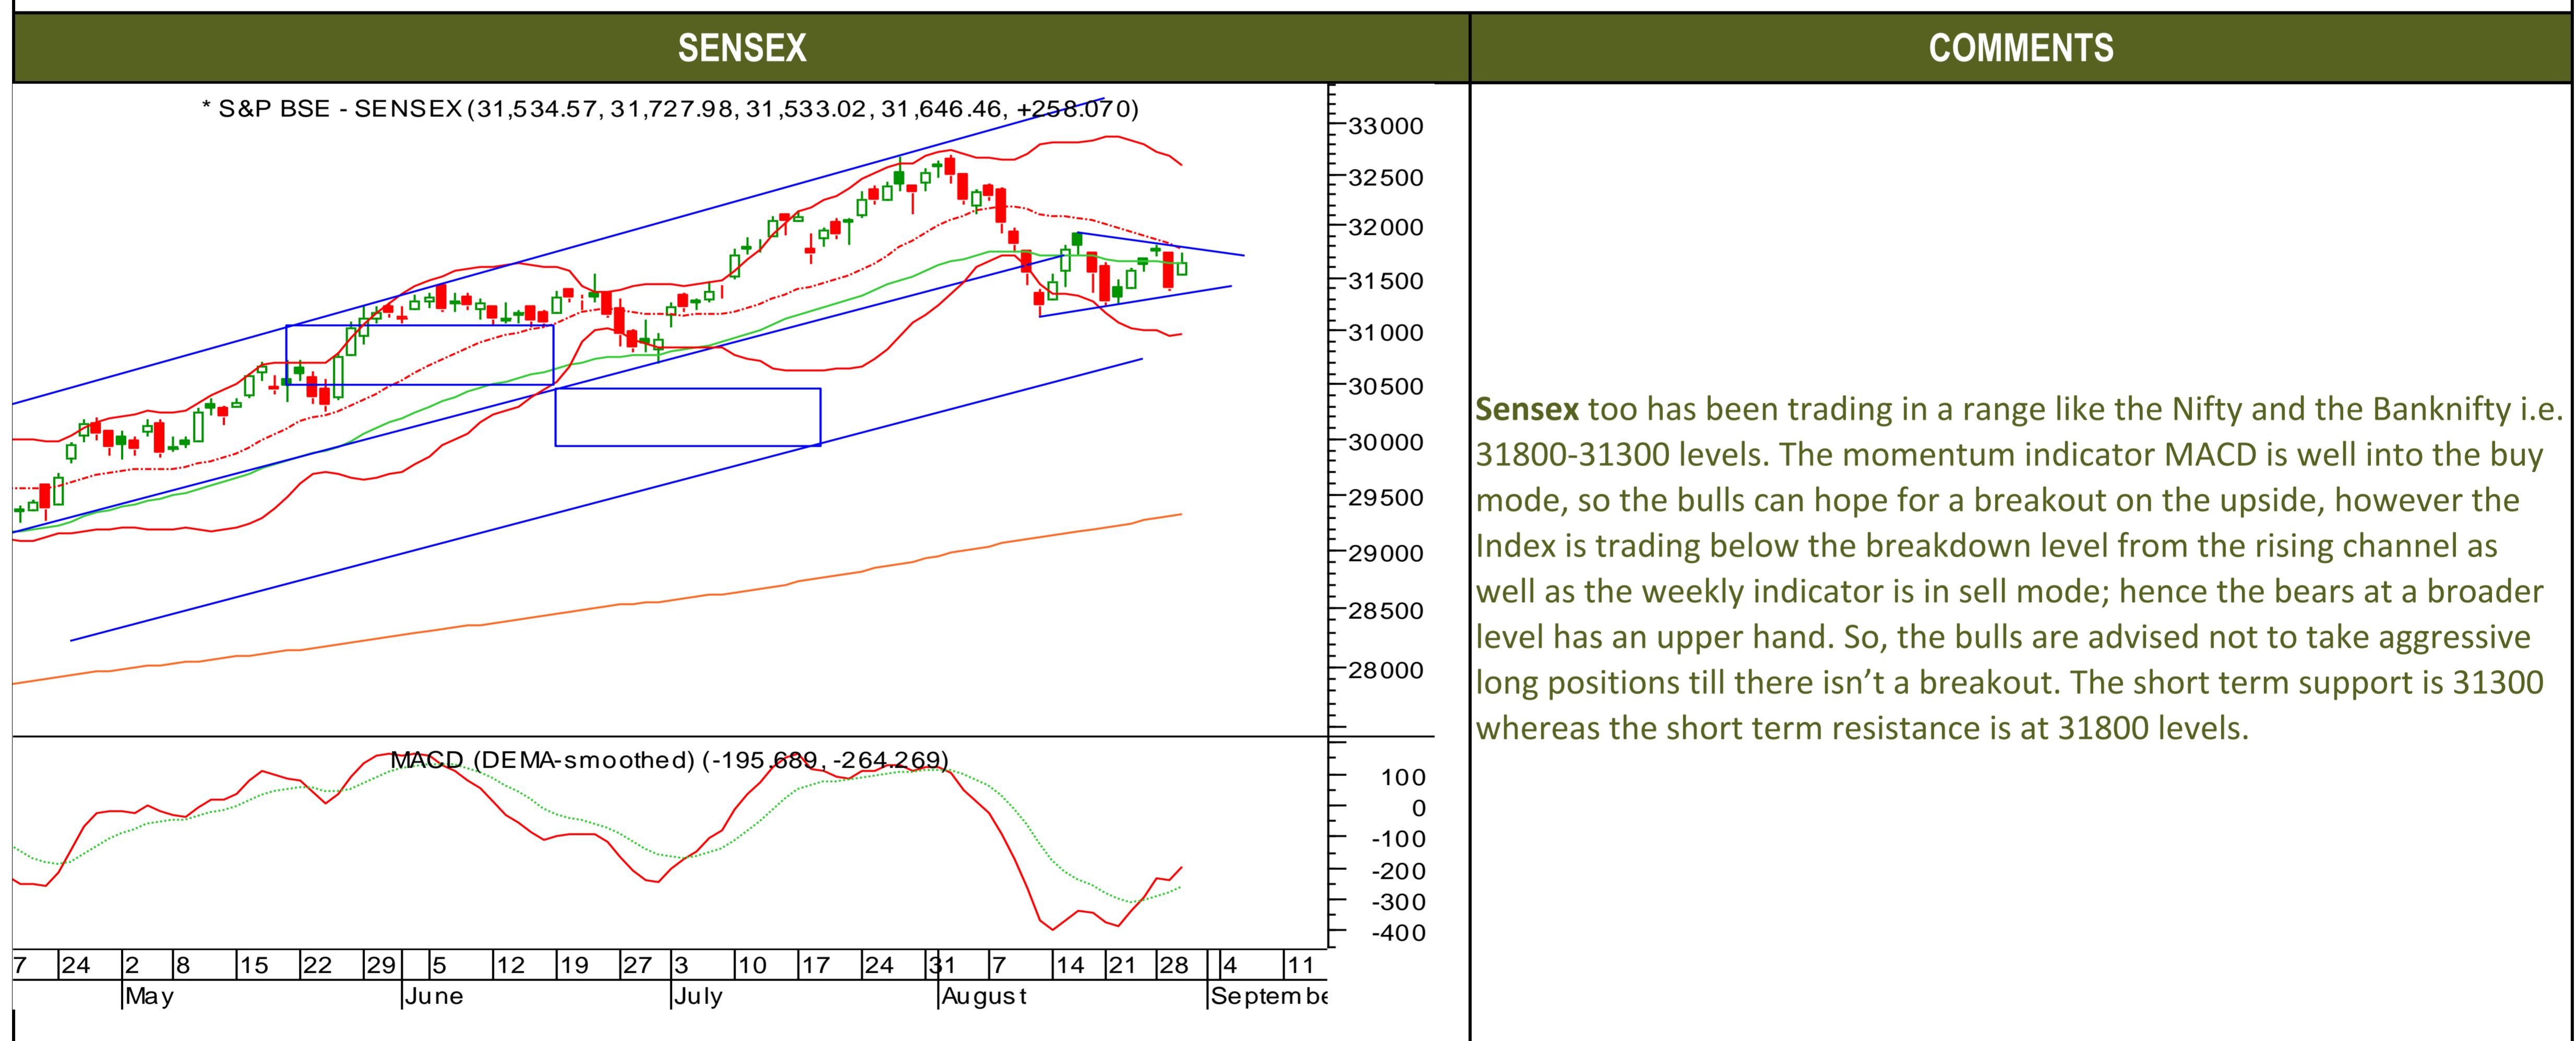 SENSEX
COMMENTS
* S&P BSE - SENSEX (31,534.57, 31,727.98, 31,533.02, 31,646.46, +258.070)
33000
32500
32000
31500
31000
30500
30000
29500
29000
28500
28000
MACD (DEMA-smoothed) (-195.689, -264.269)
100
0
-100
-200
-300
-400
7 24 2 8 15 22 29 5 12 19 27 3 10 17 24 31 7 14 21 28 4 11
May June July August Septembe
Sensex too has been trading in a range like the Nifty and the Banknifty i.e.
31800-31300 levels. The momentum indicator MACD is well into the buy
mode, so the bulls can hope for a breakout on the upside, however the
Index is trading below the breakdown level from the rising channel as
well as the weekly indicator is in sell mode; hence the bears at a broader
level has an upper hand. So, the bulls are advised not to take aggressive
long positions till there isn’t a breakout. The short term support is 31300
whereas the short term resistance is at 31800 levels.